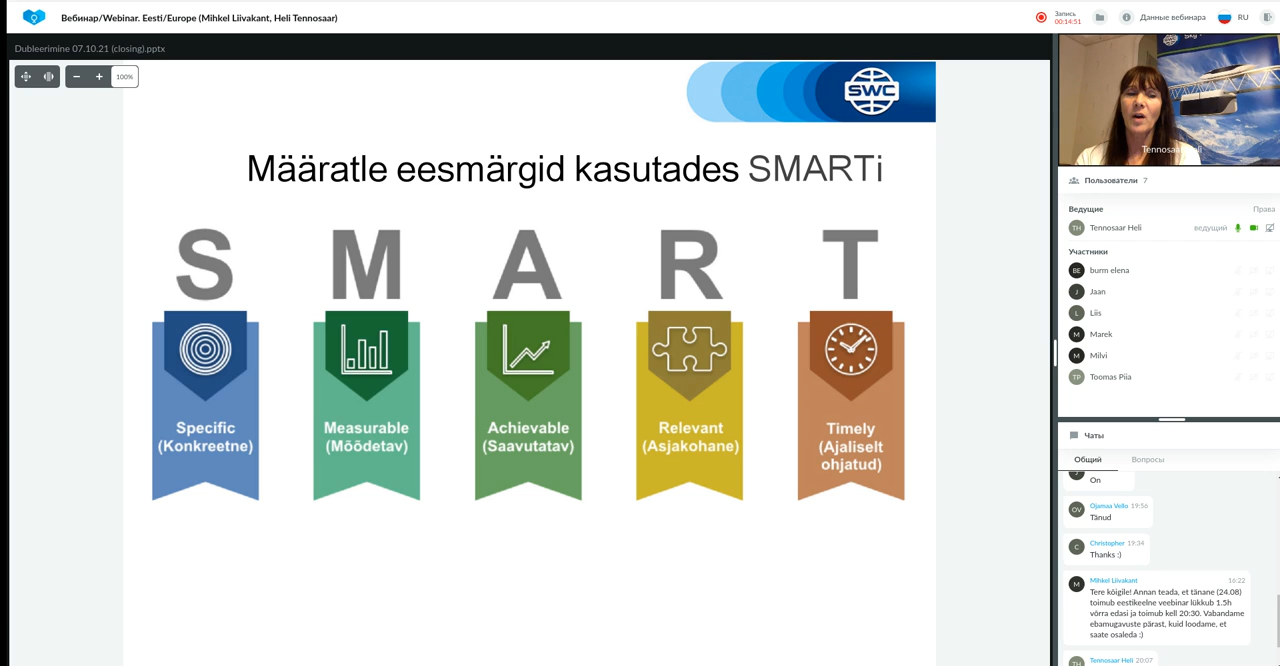 Вебинар/Webinar. Eesti/Europe (Mihkel Liivakant, Heli Tennosaar)
Запись
00:14:51
Данные вебинара
RU
Dubleerimine 07.10.21 (closing).pptx
100%
SWC
Määratle eesmärgid kasutades SMARTi
S M A R T
Specific
(Konkreetne)
Measurable
(Mõõdetav)
Achievable
(Saavutatav)
Relevant
(Asjakohane)
Timely
(Ajaliselt
ohjatud)
Пользователи 7
Ведущие Права
TH Tennosaar Heli ведущий
Участники
BE burm elena
J Jaan
L Liis
M Marek
M Milvi
TP Toomas Piia
Чаты
Общий Вопросы
On
OV Ojamaa Vello 19:56
Tänud
C Christopher 19:34
Thanks :)
M Mihkel Liivakant 16:22
Tere kõigile! Annan teada, et tänane (24.08)
toimub eestikeelne veebinar lükkub 1.5h
võrra edasi ja toimub kell 20:30. Vabandame
ebamugavuste pärast, kuid loodame, et
saate osaleda :)
TH Tennosaar Heli 20:07